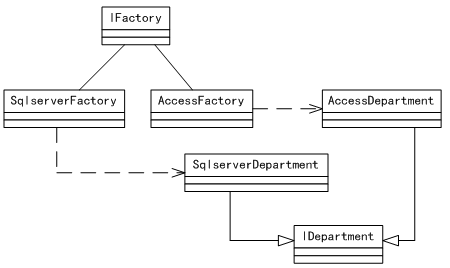 IFactory
SqlserverFactory
AccessFactory
AccessDepartment
SqlserverDepartment
IDepartment